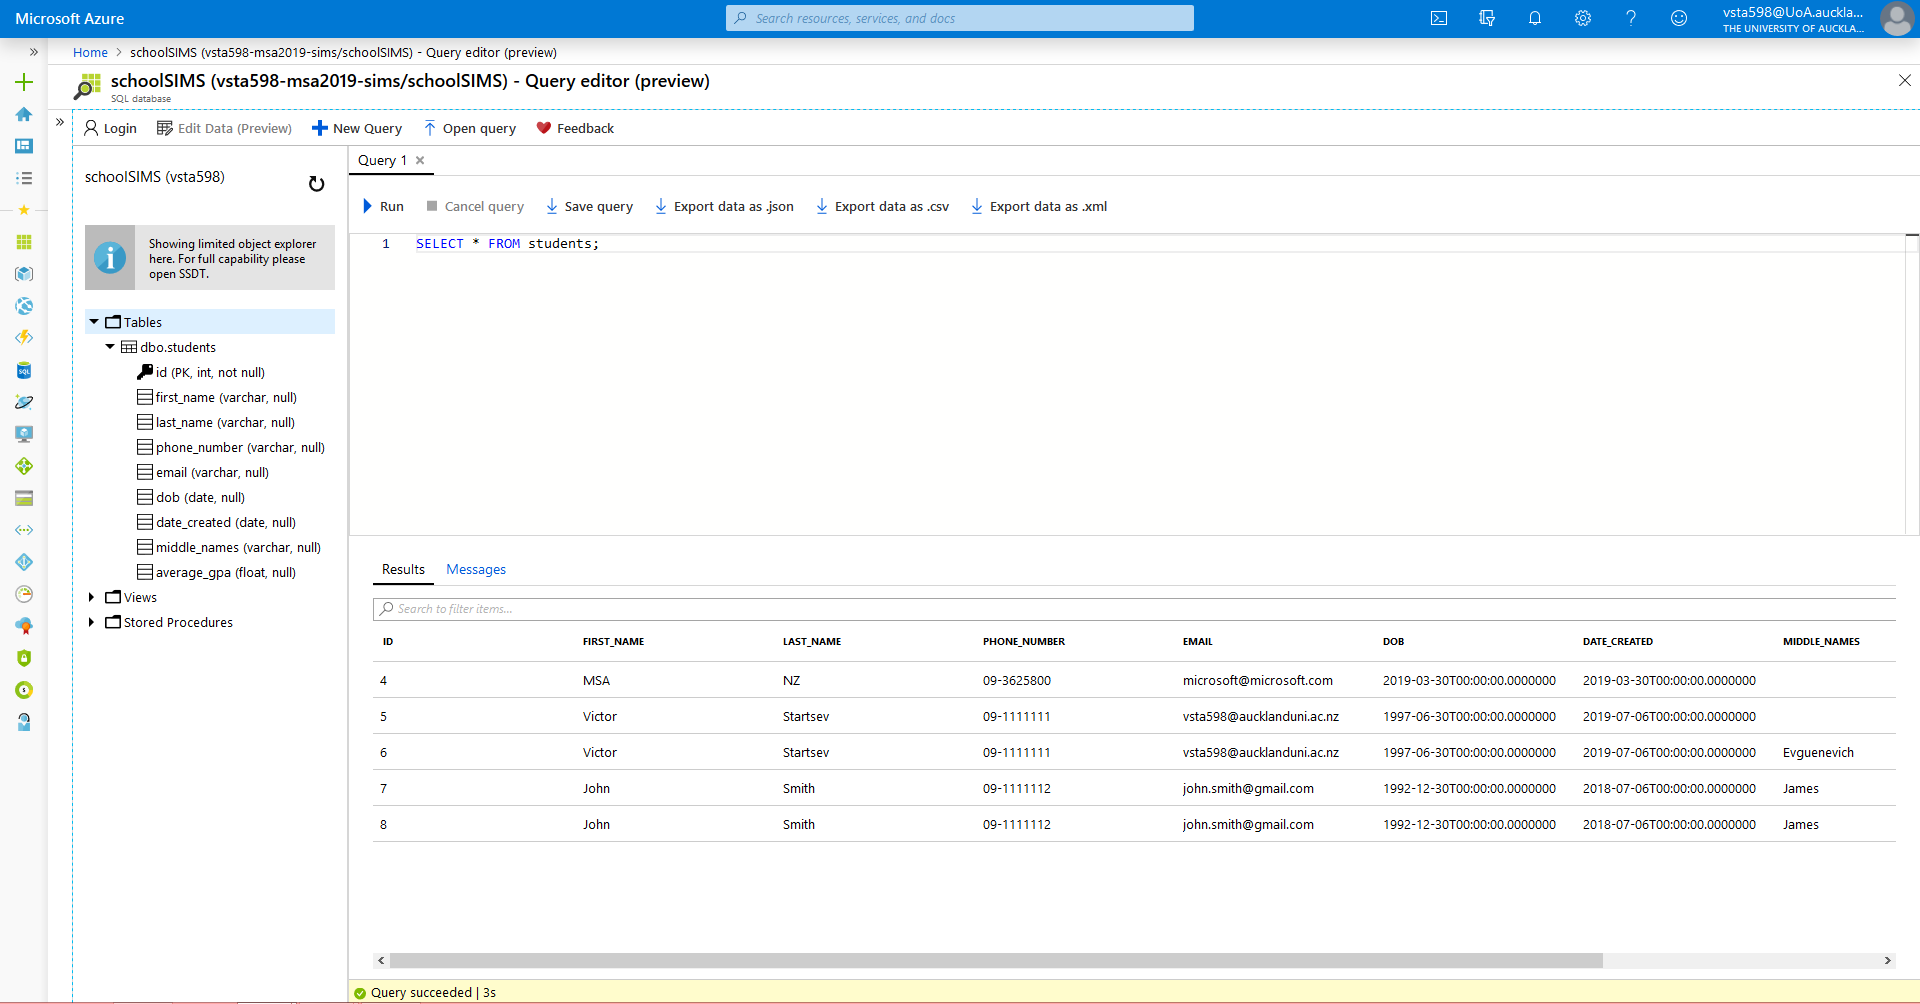 Microsoft Azure
Search resources, services, and docs
vsta598@UoA.auckla...
THE UNIVERSITY OF AUCKLA...
Home > schoolSIMS (vsta598-msa2019-sims/schoolSIMS) - Query editor (preview)
schoolSIMS (vsta598-msa2019-sims/schoolSIMS) - Query editor (preview)
SQL database
Login Edit Data (Preview) New Query Open query Feedback
schoolSIMS (vsta598)
Showing limited object explorer
here. For full capability please
open SSDT.
Tables
dbo.students
id (PK, int, not null)
first_name (varchar, null)
last_name (varchar, null)
phone_number (varchar, null)
email (varchar, null)
dob (date, null)
date_created (date, null)
middle_names (varchar, null)
average_gpa (float, null)
Views
Stored Procedures
Query 1
Run Cancel query Save query Export data as .json Export data as .csv Export data as .xml
1 SELECT * FROM students;
Results Messages
Search to filter items...
ID FIRST_NAME LAST_NAME PHONE_NUMBER EMAIL DOB DATE_CREATED MIDDLE_NAMES
4 MSA NZ 09-3625800 microsoft@microsoft.com 2019-03-30T00:00:00.0000000 2019-03-30T00:00:00.0000000
5 Victor Startsev 09-1111111 vsta598@aucklanduni.ac.nz 1997-06-30T00:00:00.0000000 2019-07-06T00:00:00.0000000
6 Victor Startsev 09-1111111 vsta598@aucklanduni.ac.nz 1997-06-30T00:00:00.0000000 2019-07-06T00:00:00.0000000 Evguenevich
7 John Smith 09-1111112 john.smith@gmail.com 1992-12-30T00:00:00.0000000 2018-07-06T00:00:00.0000000 James
8 John Smith 09-1111112 john.smith@gmail.com 1992-12-30T00:00:00.0000000 2018-07-06T00:00:00.0000000 James
Query succeeded | 3s